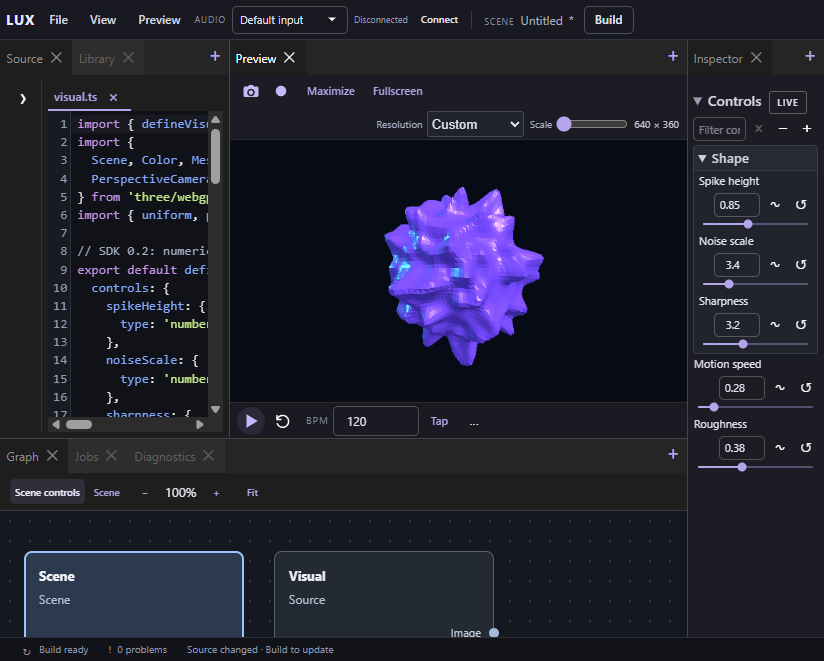 LUX File View Preview AUDIO Default input Disconnected Connect SCENE Untitled * Build
Source Library +
visual.ts
1 import { defineVisu
2 import {
3 Scene, Color, Mes
4 PerspectiveCamera
5 } from 'three/webgp
6 import { uniform, p
7
8 // SDK 0.2: numeric
9 export default defi
10 controls: {
11 spikeHeight: {
12 type: 'number
13 },
14 noiseScale: {
15 type: 'number
16 },
17 sharpness: {
Preview +
Maximize Fullscreen
Resolution Custom Scale 640 × 360
BPM 120 Tap ...
Inspector +
Controls LIVE
Filter cor × − +
Shape
Spike height
0.85
Noise scale
3.4
Sharpness
3.2
Motion speed
0.28
Roughness
0.38
Graph Jobs Diagnostics +
Scene controls Scene − 100% + Fit
Scene
Scene
Visual
Source
Image
Build ready ! 0 problems Source changed · Build to update